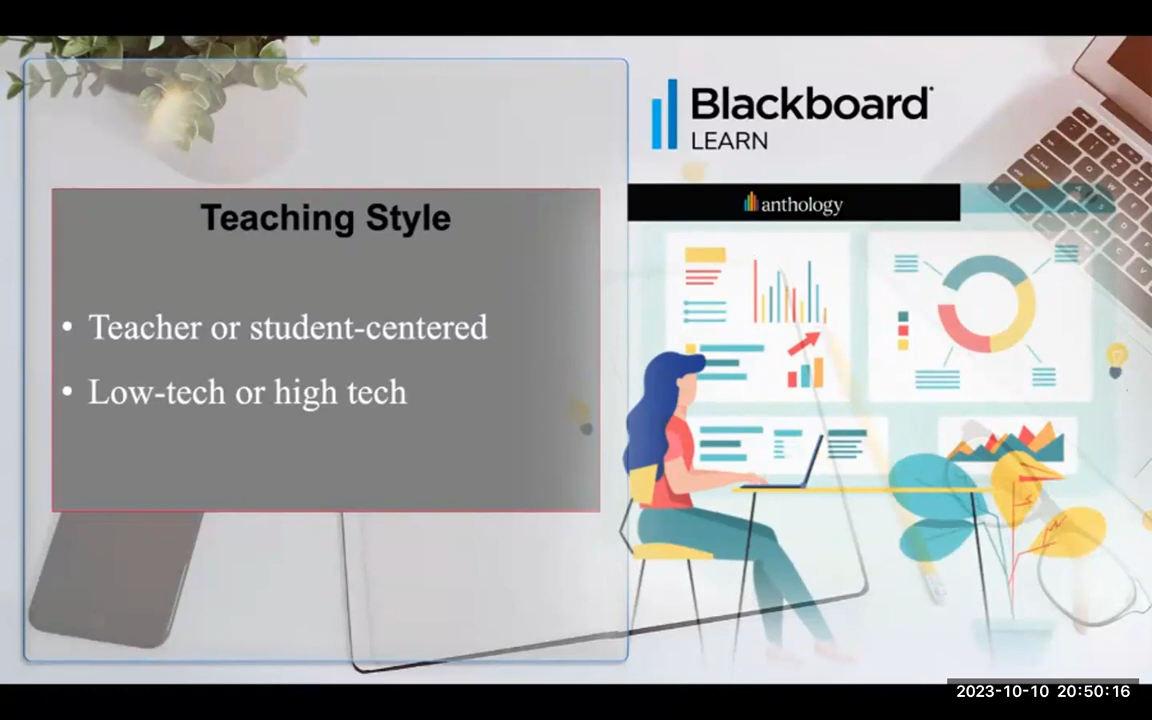 Blackboard
LEARN
anthology
Teaching Style
• Teacher or student-centered
• Low-tech or high tech
2023-10-10 20:50:16